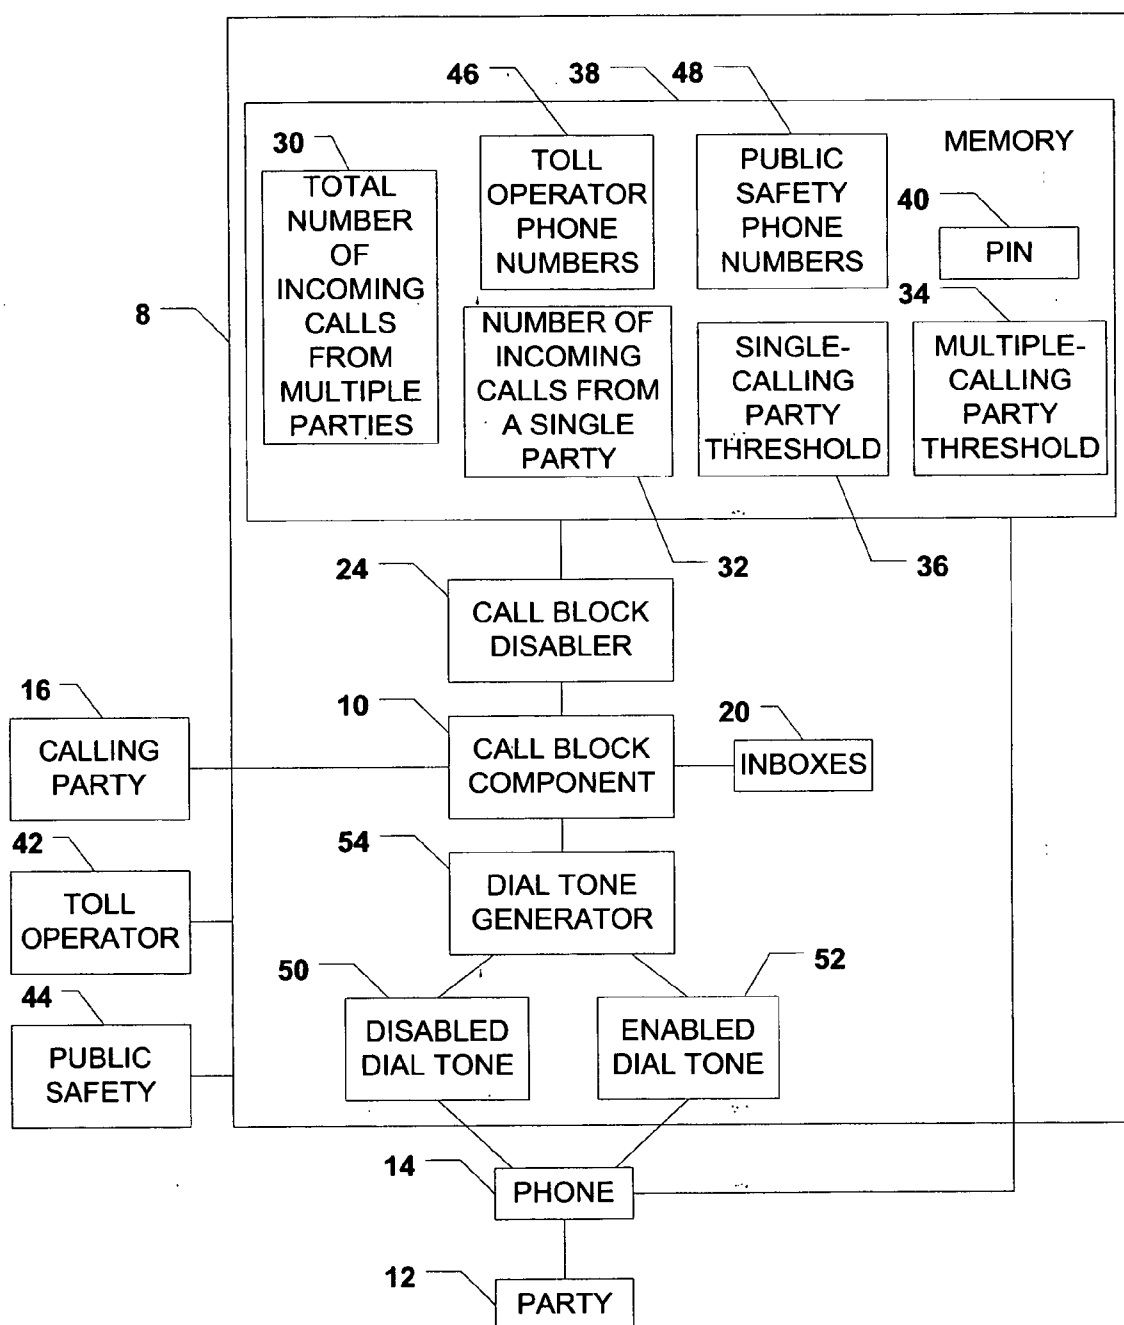 46
38
48
30
TOTAL
NUMBER
OF
INCOMING
CALLS
FROM
MULTIPLE
PARTIES
TOLL
OPERATOR
PHONE
NUMBERS
PUBLIC
SAFETY
PHONE
NUMBERS
MEMORY
40
PIN
8
NUMBER OF
INCOMING
CALLS FROM
A SINGLE
PARTY
SINGLE-
CALLING
PARTY
THRESHOLD
34
MULTIPLE-
CALLING
PARTY
THRESHOLD
32
36
24
CALL BLOCK
DISABLER
16
CALLING
PARTY
10
CALL BLOCK
COMPONENT
20
INBOXES
42
TOLL
OPERATOR
54
DIAL TONE
GENERATOR
44
PUBLIC
SAFETY
50
DISABLED
DIAL TONE
52
ENABLED
DIAL TONE
14
PHONE
12
PARTY